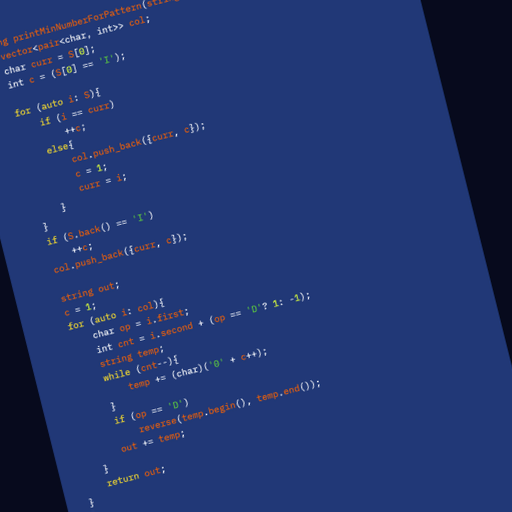 ng printMinNumberForPattern(string
vector<pair<char, int>> col;
char curr = S[0];
int c = (S[0] == 'I');
for (auto i: S){
if (i == curr)
++c;
else{
col.push_back({curr, c});
c = 1;
curr = i;
}
}
if (S.back() == 'I')
++c;
col.push_back({curr, c});
string out;
c = 1;
for (auto i: col){
char op = i.first;
int cnt = i.second + (op == 'D'? 1: -1);
string temp;
while (cnt--){
temp += (char)('0' + c++);
}
if (op == 'D')
reverse(temp.begin(), temp.end());
out += temp;
}
return out;
}